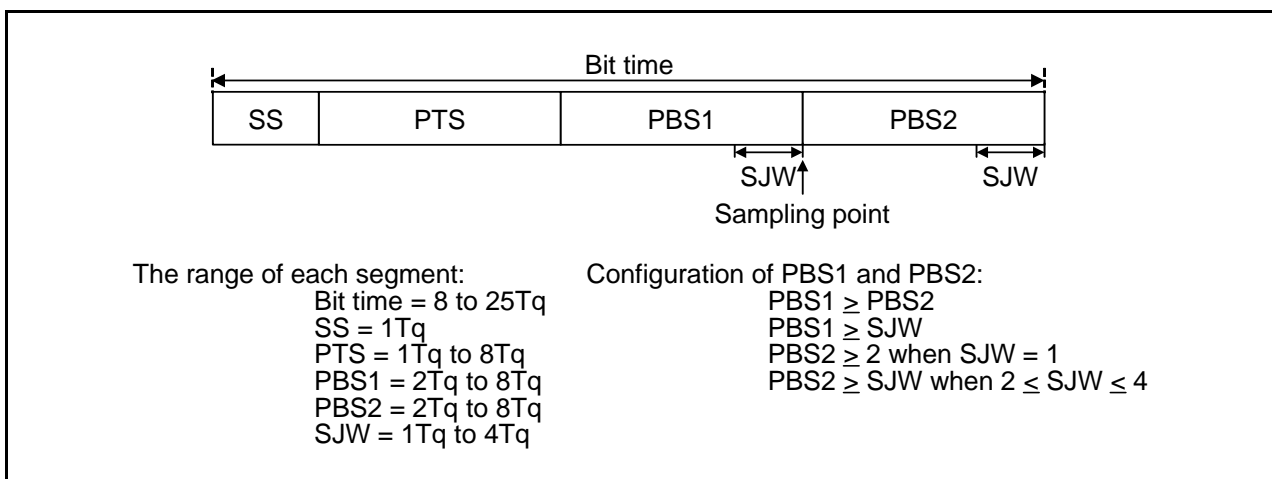 Bit time
SS PTS PBS1 PBS2
SJW SJW
Sampling point
The range of each segment:
Bit time = 8 to 25Tq
SS = 1Tq
PTS = 1Tq to 8Tq
PBS1 = 2Tq to 8Tq
PBS2 = 2Tq to 8Tq
SJW = 1Tq to 4Tq
Configuration of PBS1 and PBS2:
PBS1 ≥ PBS2
PBS1 ≥ SJW
PBS2 ≥ 2 when SJW = 1
PBS2 ≥ SJW when 2 ≤ SJW ≤ 4